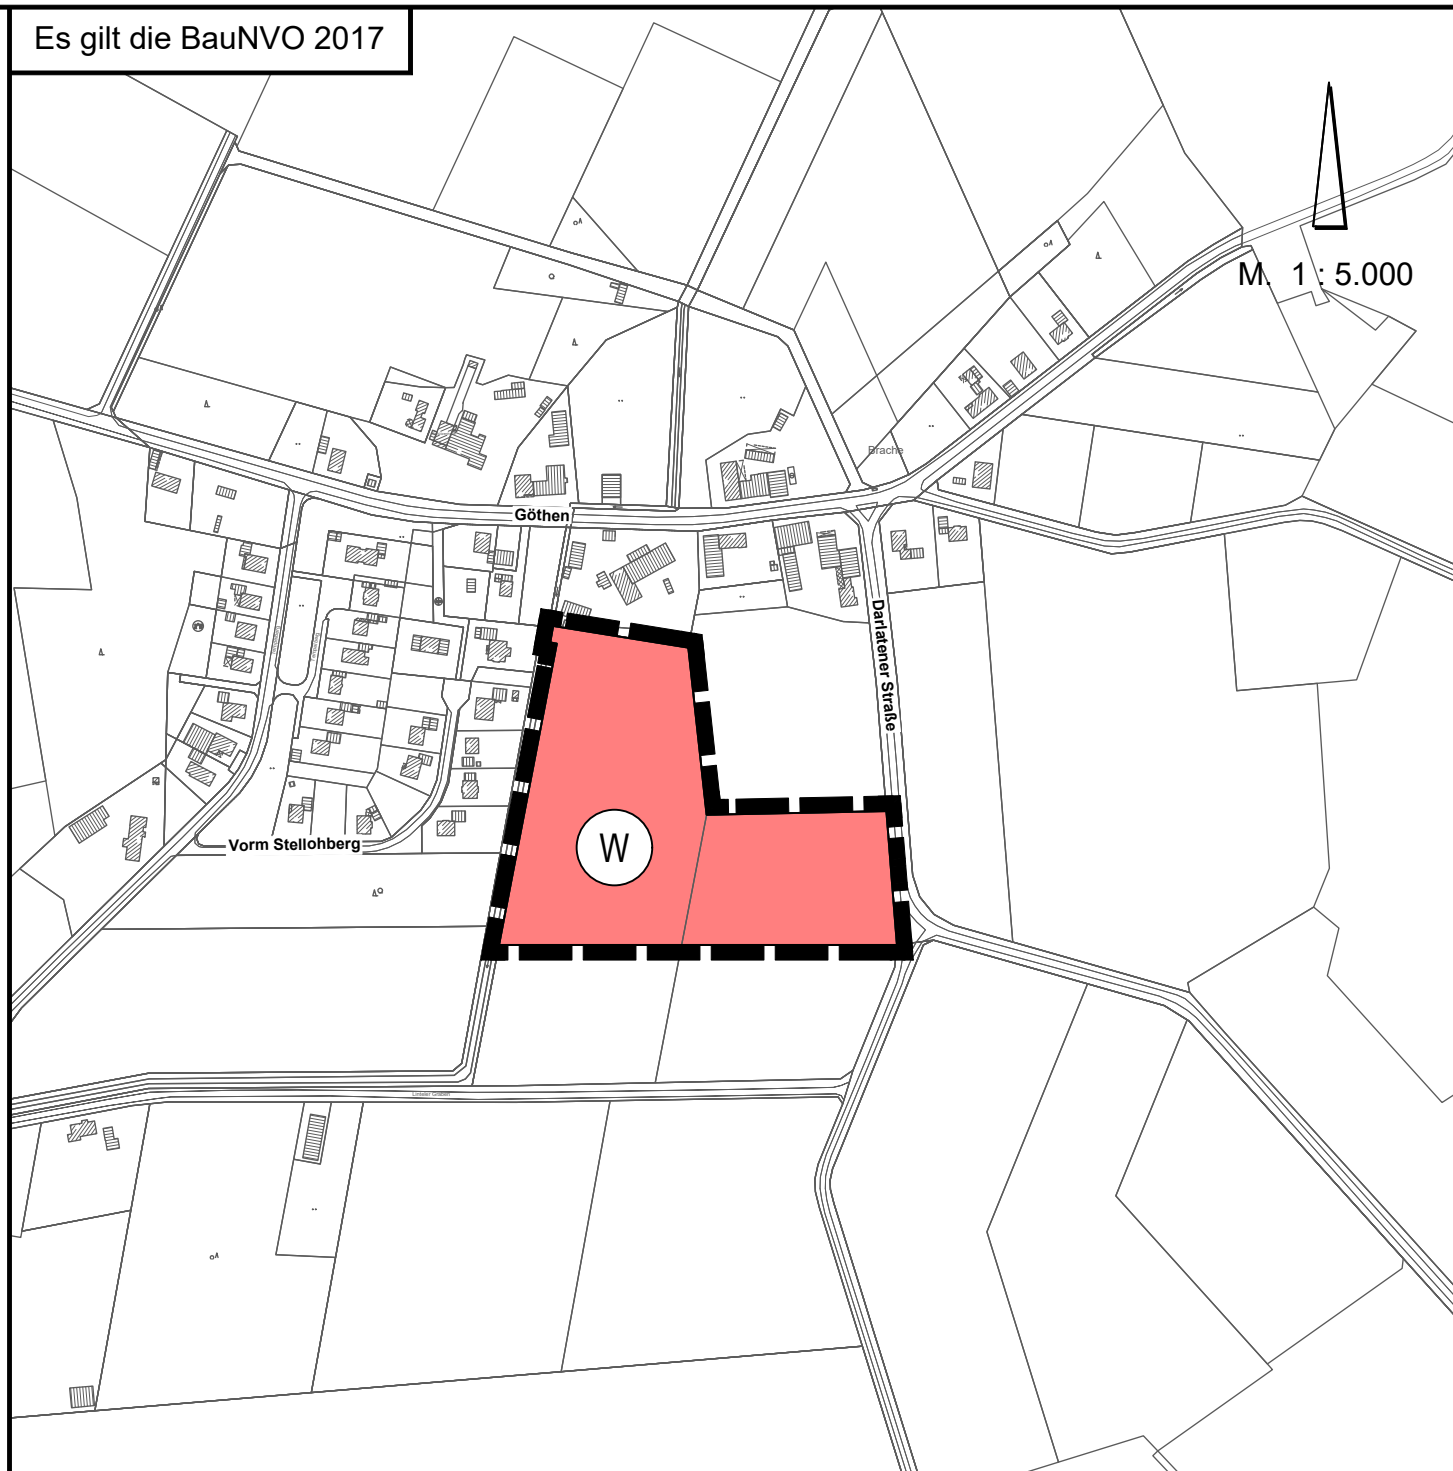 Es gilt die BauNVO 2017
M. 1 : 5.000
Brache
Göthen
Darlatener Straße
W
Vorm Stellohberg